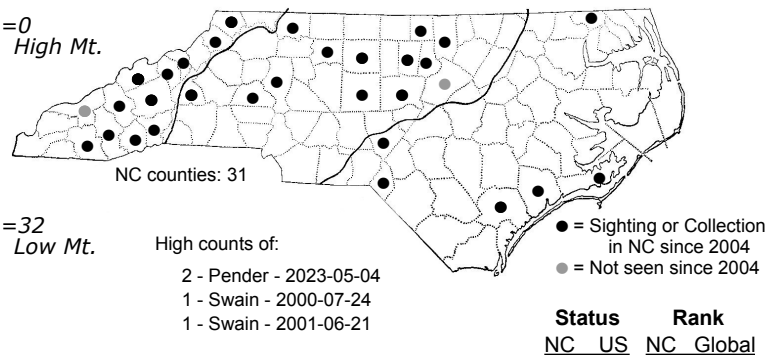 =0
High Mt.
NC counties: 31
=32
Low Mt.
High counts of:
2 - Pender - 2023-05-04
1 - Swain - 2000-07-24
1 - Swain - 2001-06-21
= Sighting or Collection
in NC since 2004
= Not seen since 2004
Status Rank
NC US NC Global